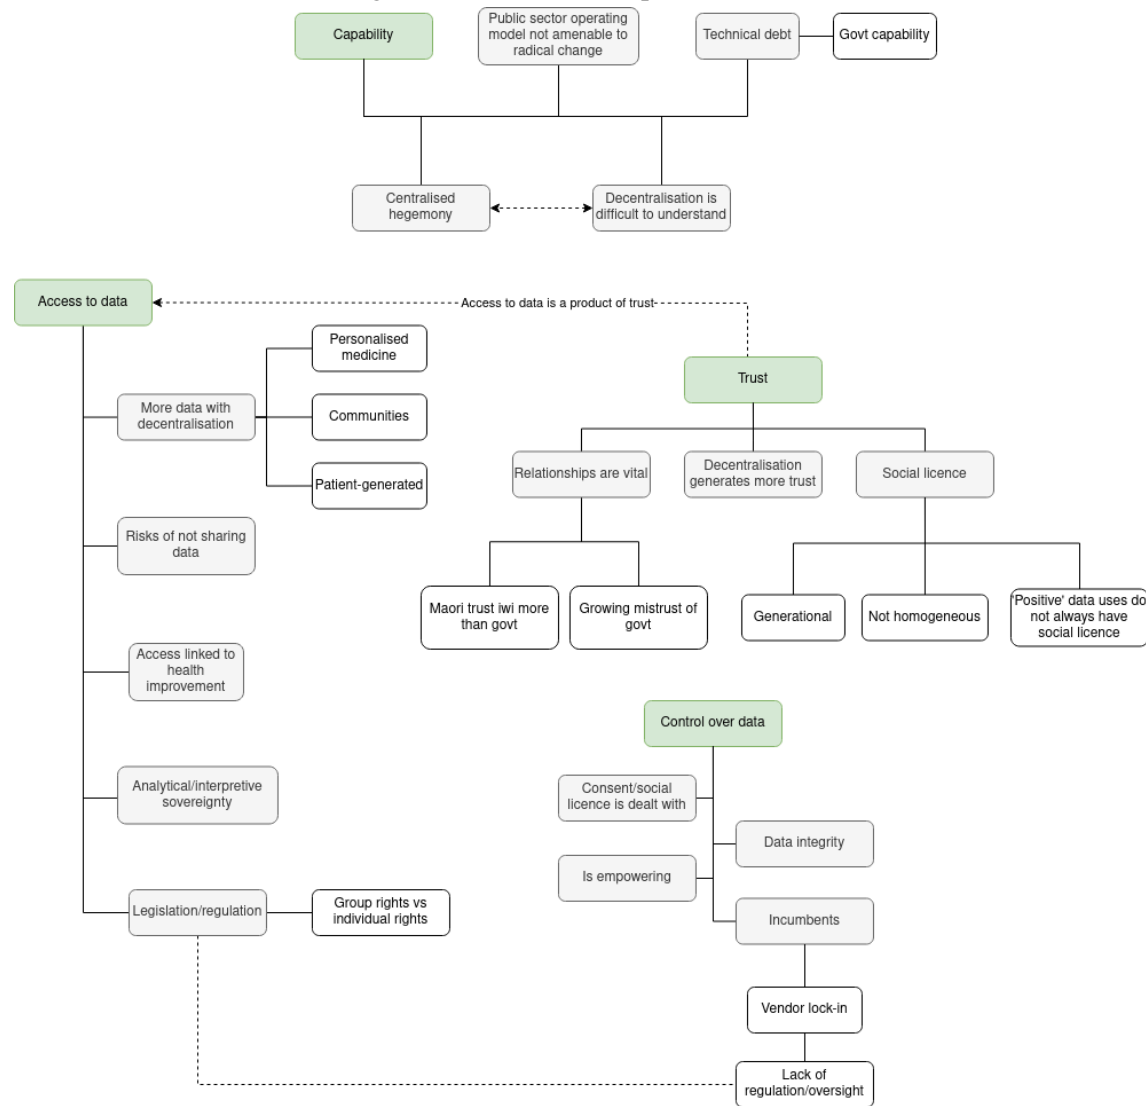 Capability
Public sector operating
model not amenable to
radical change
Technical debt
Govt capability
Centralised
hegemony
Decentralisation is
difficult to understand
Access to data
Access to data is a product of trust
Personalised
medicine
More data with
decentralisation
Communities
Patient-generated
Trust
Relationships are vital
Decentralisation
generates more trust
Social licence
Risks of not sharing
data
Maori trust iwi more
than govt
Growing mistrust of
govt
Generational
Not homogeneous
'Positive' data uses do
not always have
social licence
Access linked to
health
improvement
Control over data
Analytical/interpretive
sovereignty
Consent/social
licence is dealt with
Data integrity
Is empowering
Incumbents
Legislation/regulation
Group rights vs
individual rights
Vendor lock-in
Lack of
regulation/oversight